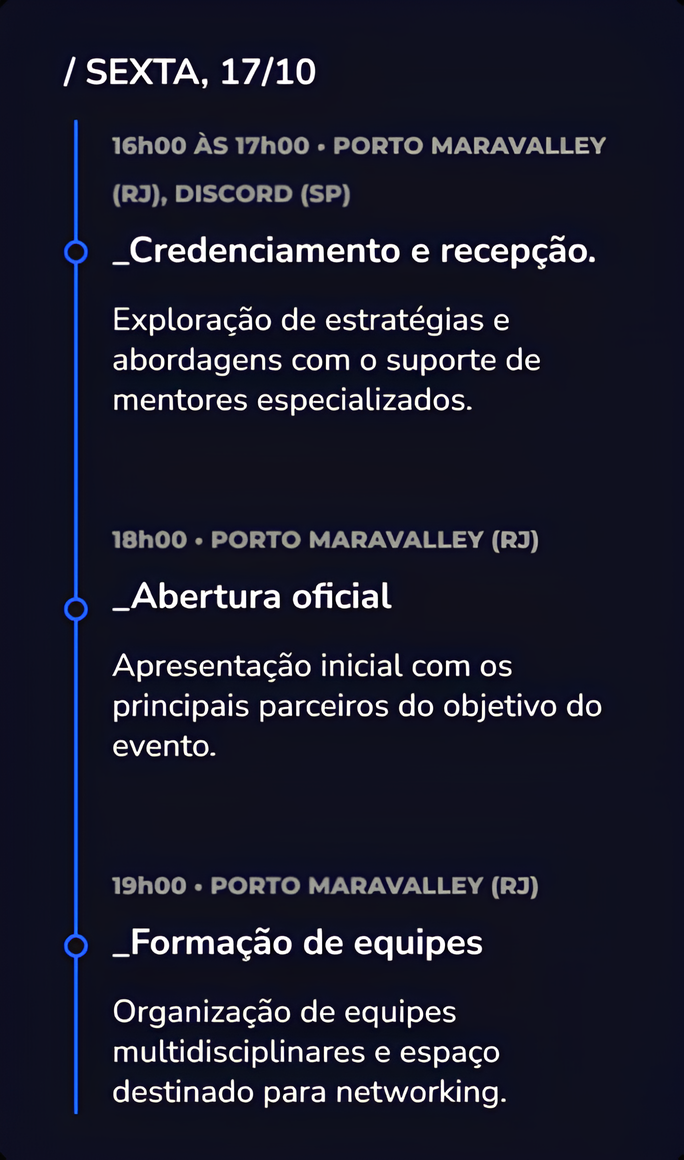 / SEXTA, 17/10
16h00 ÀS 17h00 • PORTO MARAVALLEY
(RJ), DISCORD (SP)
_Credenciamento e recepção.
Exploração de estratégias e
abordagens com o suporte de
mentores especializados.
18h00 • PORTO MARAVALLEY (RJ)
_Abertura oficial
Apresentação inicial com os
principais parceiros do objetivo do
evento.
19h00 • PORTO MARAVALLEY (RJ)
_Formação de equipes
Organização de equipes
multidisciplinares e espaço
destinado para networking.